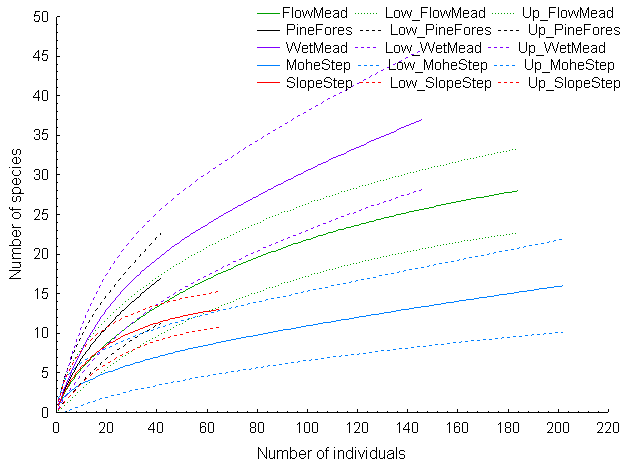 50
45
40
35
30
25
20
15
10
5
0
Number of species
FlowMead Low_FlowMead Up_FlowMead
PineFores Low_PineFores Up_PineFores
WetMead Low_WetMead Up_WetMead
MoheStep Low_MoheStep Up_MoheStep
SlopeStep Low_SlopeStep Up_SlopeStep
0 20 40 60 80 100 120 140 160 180 200 220
Number of individuals